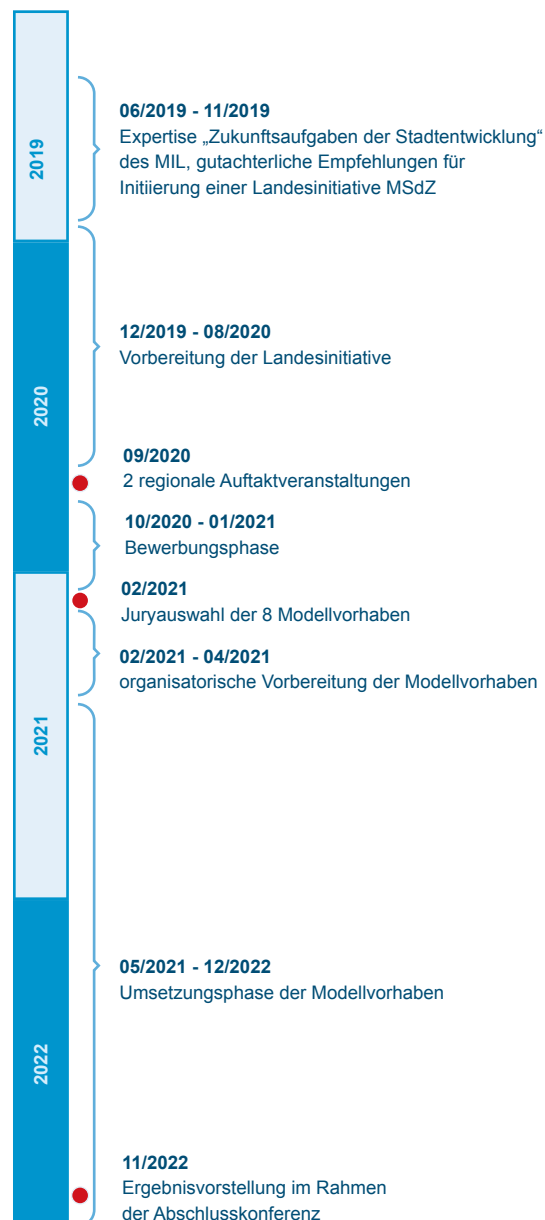 2019
06/2019 - 11/2019
Expertise „Zukunftsaufgaben der Stadtentwicklung“
des MIL, gutachterliche Empfehlungen für
Initiierung einer Landesinitiative MSdZ
12/2019 - 08/2020
Vorbereitung der Landesinitiative
2020
09/2020
2 regionale Auftaktveranstaltungen
10/2020 - 01/2021
Bewerbungsphase
02/2021
Juryauswahl der 8 Modellvorhaben
02/2021 - 04/2021
organisatorische Vorbereitung der Modellvorhaben
2021
05/2021 - 12/2022
Umsetzungsphase der Modellvorhaben
2022
11/2022
Ergebnisvorstellung im Rahmen
der Abschlusskonferenz